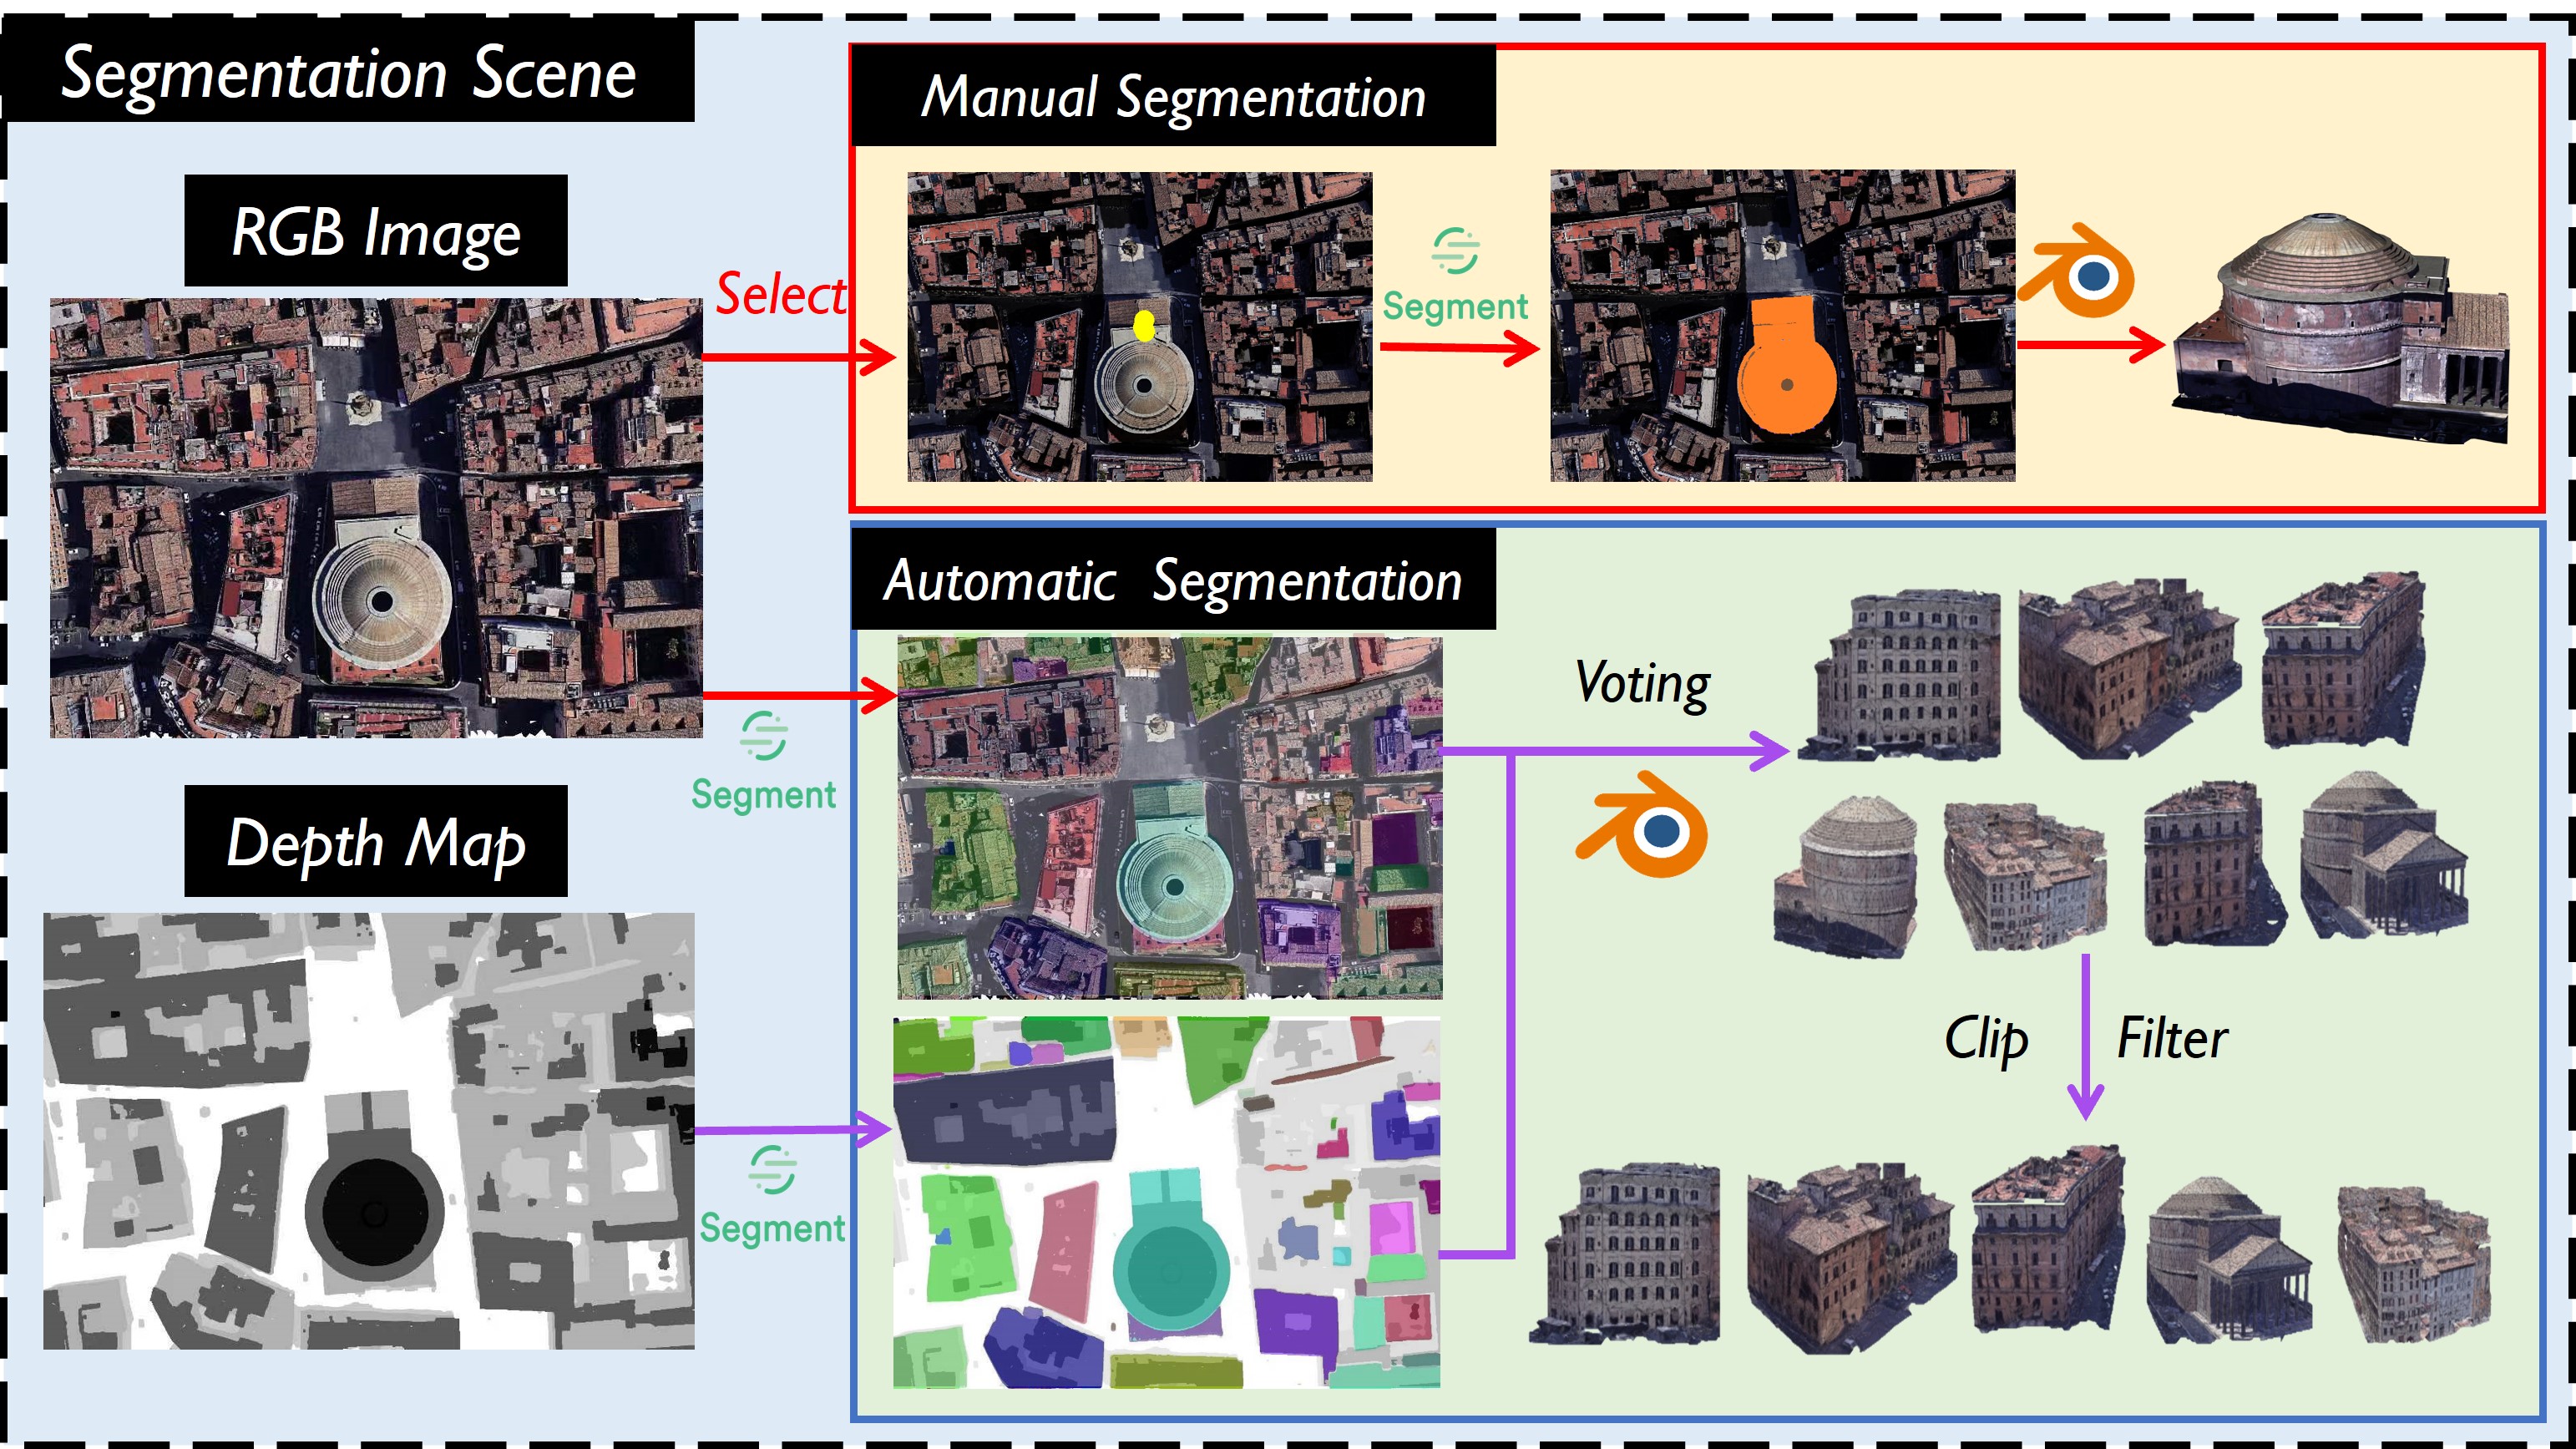 Segmentation Scene
RGB Image
Depth Map
Select
Segment
Segment
Manual Segmentation
Segment
Automatic Segmentation
Voting
Clip Filter